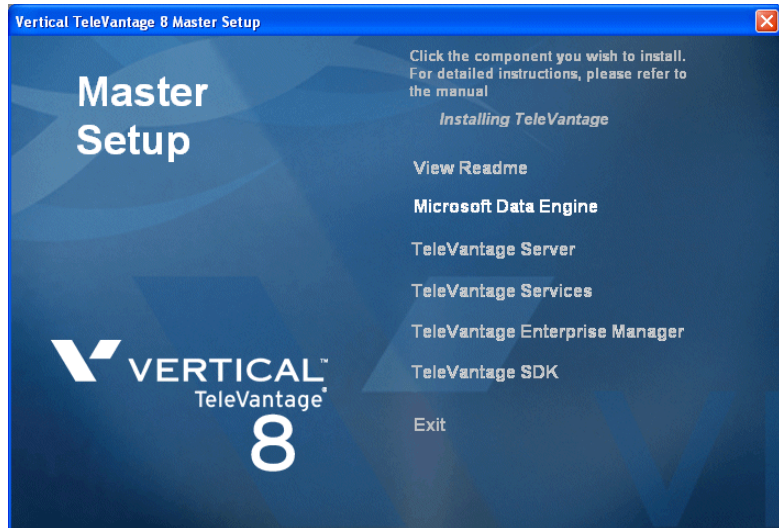 Vertical TeleVantage 8 Master Setup
Master
Setup
Click the component you wish to install.
For detailed instructions, please refer to
the manual
Installing TeleVantage
View Readme
Microsoft Data Engine
TeleVantage Server
TeleVantage Services
TeleVantage Enterprise Manager
TeleVantage SDK
Exit
VERTICAL™
TeleVantage®
8